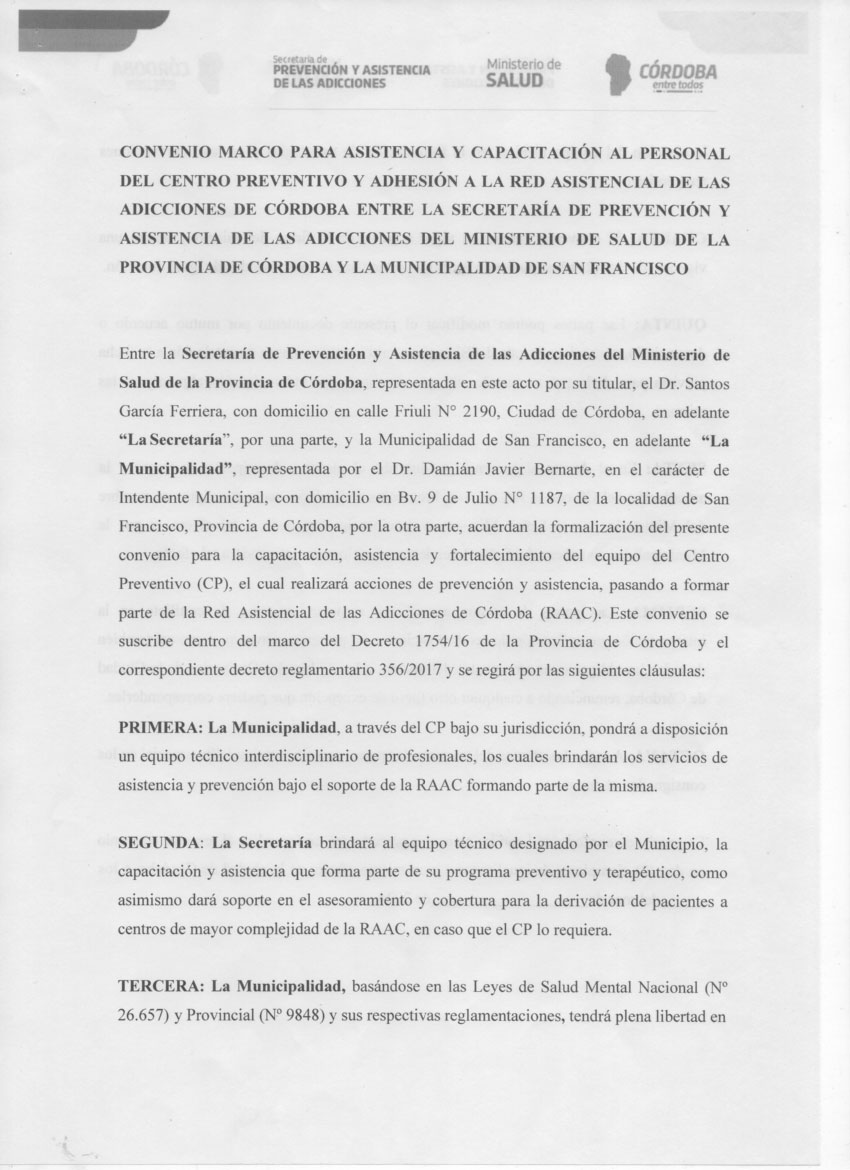 Secretaría de
PREVENCIÓN Y ASISTENCIA
DE LAS ADICCIONES
Ministerio de
SALUD
CÓRDOBA
entre todos
CONVENIO MARCO PARA ASISTENCIA Y CAPACITACIÓN AL PERSONAL
DEL CENTRO PREVENTIVO Y ADHESIÓN A LA RED ASISTENCIAL DE LAS
ADICCIONES DE CÓRDOBA ENTRE LA SECRETARÍA DE PREVENCIÓN Y
ASISTENCIA DE LAS ADICCIONES DEL MINISTERIO DE SALUD DE LA
PROVINCIA DE CÓRDOBA Y LA MUNICIPALIDAD DE SAN FRANCISCO
Entre la Secretaría de Prevención y Asistencia de las Adicciones del Ministerio de
Salud de la Provincia de Córdoba, representada en este acto por su titular, el Dr. Santos
García Ferriera, con domicilio en calle Friuli N° 2190, Ciudad de Córdoba, en adelante
“La Secretaría”, por una parte, y la Municipalidad de San Francisco, en adelante “La
Municipalidad”, representada por el Dr. Damián Javier Bernarte, en el carácter de
Intendente Municipal, con domicilio en Bv. 9 de Julio N° 1187, de la localidad de San
Francisco, Provincia de Córdoba, por la otra parte, acuerdan la formalización del presente
convenio para la capacitación, asistencia y fortalecimiento del equipo del Centro
Preventivo (CP), el cual realizará acciones de prevención y asistencia, pasando a formar
parte de la Red Asistencial de las Adicciones de Córdoba (RAAC). Este convenio se
suscribe dentro del marco del Decreto 1754/16 de la Provincia de Córdoba y el
correspondiente decreto reglamentario 356/2017 y se regirá por las siguientes cláusulas:
PRIMERA: La Municipalidad, a través del CP bajo su jurisdicción, pondrá a disposición
un equipo técnico interdisciplinario de profesionales, los cuales brindarán los servicios de
asistencia y prevención bajo el soporte de la RAAC formando parte de la misma.
SEGUNDA: La Secretaría brindará al equipo técnico designado por el Municipio, la
capacitación y asistencia que forma parte de su programa preventivo y terapéutico, como
asimismo dará soporte en el asesoramiento y cobertura para la derivación de pacientes a
centros de mayor complejidad de la RAAC, en caso que el CP lo requiera.
TERCERA: La Municipalidad, basándose en las Leyes de Salud Mental Nacional (Nº
26.657) y Provincial (Nº 9848) y sus respectivas reglamentaciones, tendrá plena libertad en